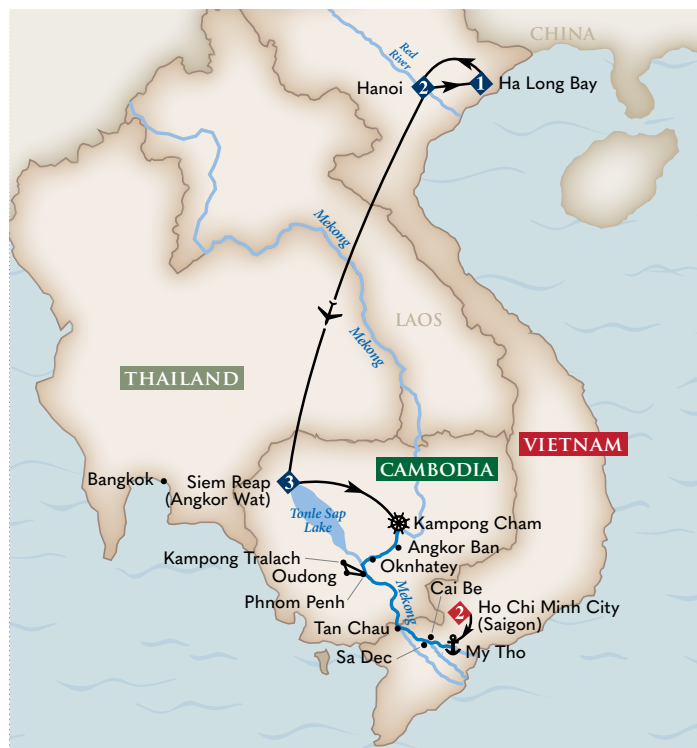 CHINA
Red
River
Hanoi
2
1
Ha Long Bay
Mekong
Mekong
LAOS
THAILAND
VIETNAM
CAMBODIA
Bangkok
Siem Reap
(Angkor Wat)
3
Tonle Sap
Lake
Kampong Cham
Angkor Ban
Oknhatey
Kampong Tralach
Oudong
Phnom Penh
Mekong
Cai Be
2
Ho Chi Minh City
(Saigon)
Tan Chau
Sa Dec
My Tho